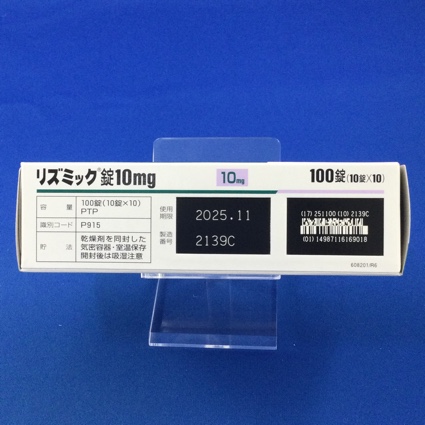 リズミック®錠10mg
10mg
100錠(10錠×10)
容量 100錠(10錠×10) PTP
識別コード P915
貯法 乾燥剤を同封した気密容器・室温保存 開封後は吸湿注意
使用期限 2025.11
製造番号 2139C
(17) 251100 (10) 2139C
(01) 14987116169018
608201/R6